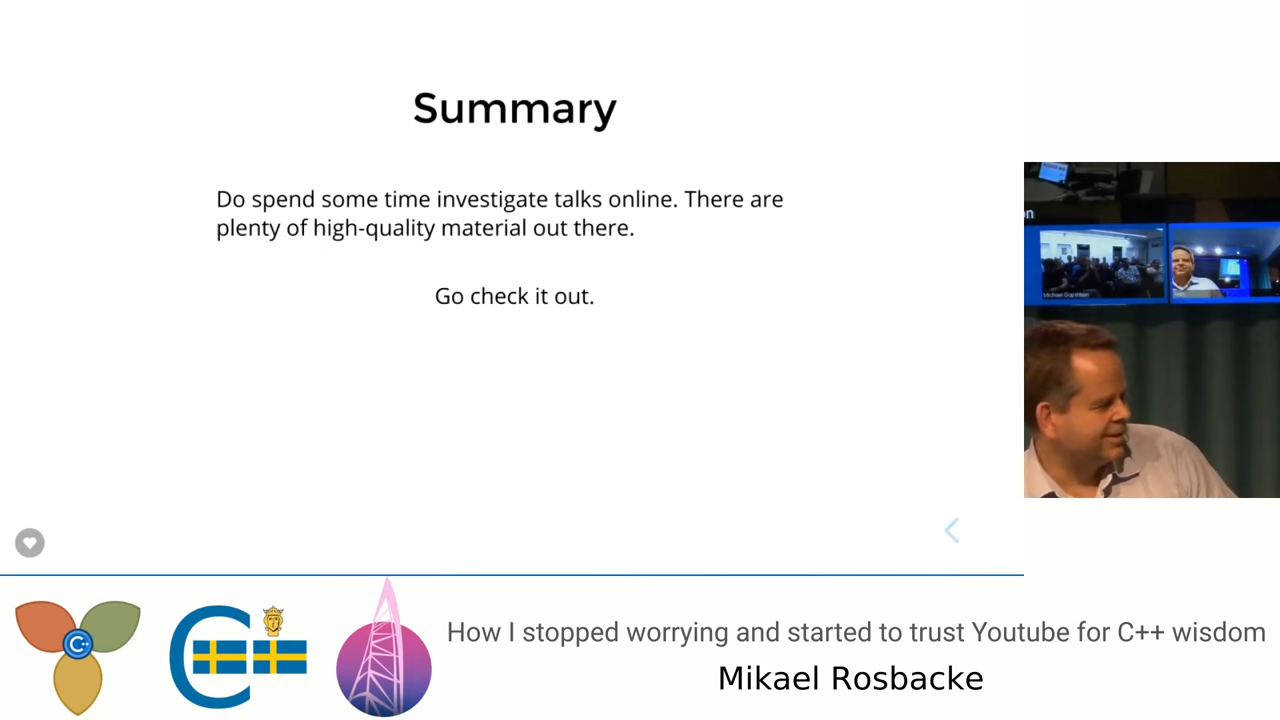 Summary
Do spend some time investigate talks online. There are
plenty of high-quality material out there.
Go check it out.
on
C++
C
How I stopped worrying and started to trust Youtube for C++ wisdom
Mikael Rosbacke